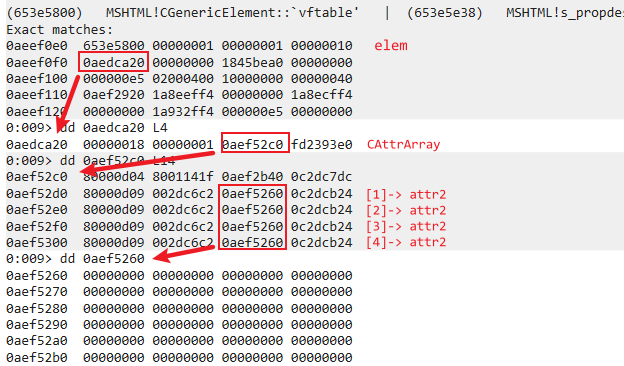 (653e5800)   MSHTML!CGenericElement::`vftable'   |  (653e5e38)   MSHTML!s_propdes
Exact matches:
0aeef0e0  653e5800 00000001 00000001 00000010   elem
0aeef0f0  0aedca20 00000000 1845bea0 00000000
0aeef100  000000e5 02000400 10000000 00000040
0aeef110  0aef2920 1a8eeff4 00000000 1a8ecff4
0aeef120  00000000 1a932ff4 000000e5 00000000
0:009> dd 0aedca20 L4
0aedca20  00000018 00000001 0aef52c0 fd2393e0  CAttrArray
0:009> dd 0aef52c0 L14
0aef52c0  80000d04 8001141f 0aef2b40 0c2dc7dc
0aef52d0  80000d09 002dc6c2 0aef5260 0c2dcb24  [1]-> attr2
0aef52e0  80000d09 002dc6c2 0aef5260 0c2dcb24  [2]-> attr2
0aef52f0  80000d09 002dc6c2 0aef5260 0c2dcb24  [3]-> attr2
0aef5300  80000d09 002dc6c2 0aef5260 0c2dcb24  [4]-> attr2
0:009> dd 0aef5260
0aef5260  00000000 00000000 00000000 00000000
0aef5270  00000000 00000000 00000000 00000000
0aef5280  00000000 00000000 00000000 00000000
0aef5290  00000000 00000000 00000000 00000000
0aef52a0  00000000 00000000 00000000 00000000
0aef52b0  00000000 00000000 00000000 00000000